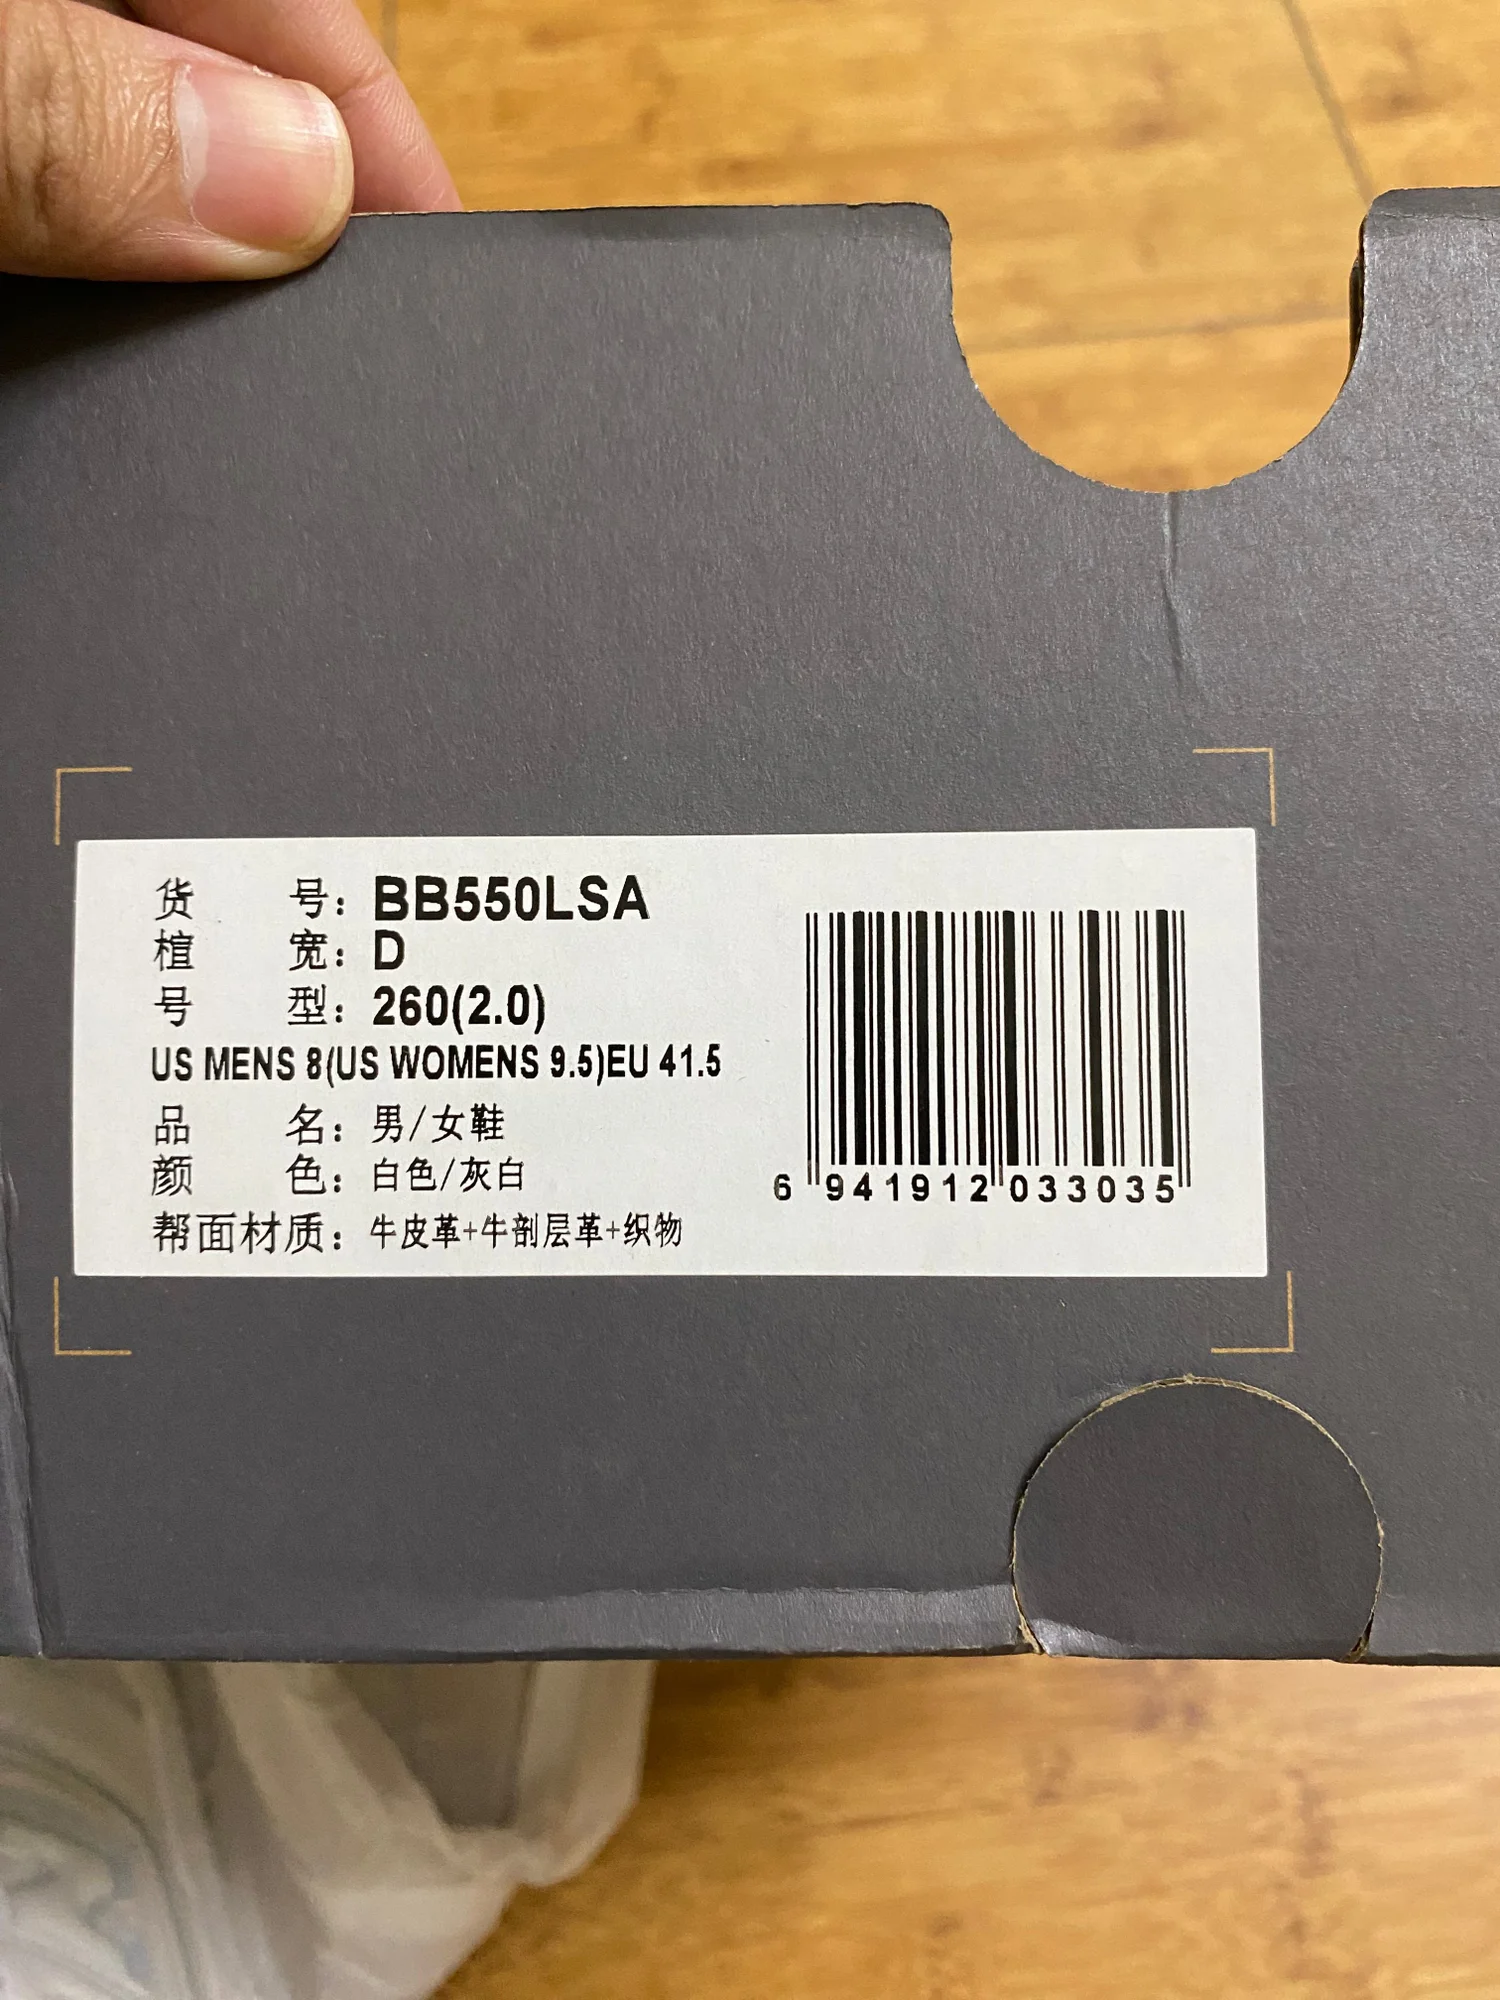 货 号：BB550LSA
楦 宽：D
号 型：260(2.0)
US MENS 8(US WOMENS 9.5)EU 41.5
品 名：男/女鞋
颜 色：白色/灰白
帮面材质：牛皮革+牛剖层革+织物
6 941912 033035